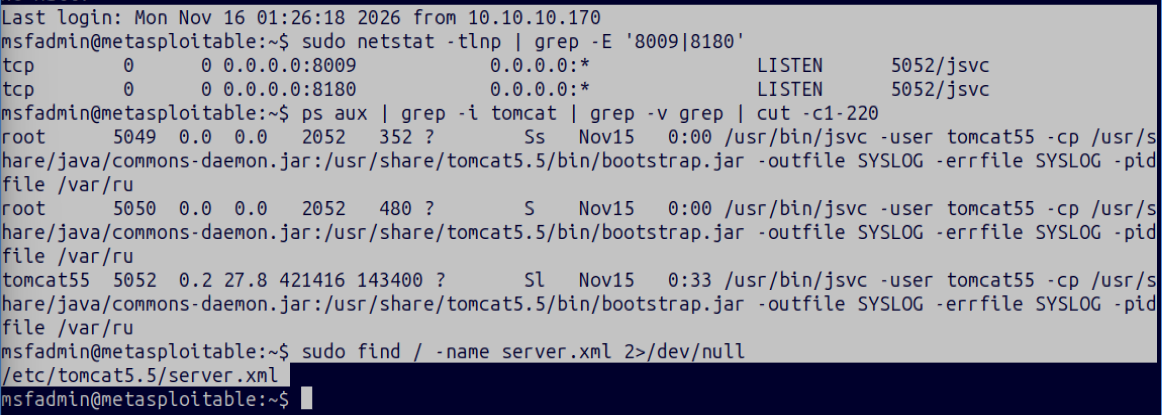 Last login: Mon Nov 16 01:26:18 2026 from 10.10.10.170
msfadmin@metasploitable:~$ sudo netstat -tlnp | grep -E '8009|8180'
tcp        0      0 0.0.0.0:8009            0.0.0.0:*               LISTEN      5052/jsvc
tcp        0      0 0.0.0.0:8180            0.0.0.0:*               LISTEN      5052/jsvc
msfadmin@metasploitable:~$ ps aux | grep -i tomcat | grep -v grep | cut -c1-220
root      5049  0.0  0.0   2052   352 ?        Ss   Nov15   0:00 /usr/bin/jsvc -user tomcat55 -cp /usr/s
hare/java/commons-daemon.jar:/usr/share/tomcat5.5/bin/bootstrap.jar -outfile SYSLOG -errfile SYSLOG -pid
file /var/ru
root      5050  0.0  0.0   2052   480 ?        S    Nov15   0:00 /usr/bin/jsvc -user tomcat55 -cp /usr/s
hare/java/commons-daemon.jar:/usr/share/tomcat5.5/bin/bootstrap.jar -outfile SYSLOG -errfile SYSLOG -pid
file /var/ru
tomcat55  5052  0.2 27.8 421416 143400 ?       Sl   Nov15   0:33 /usr/bin/jsvc -user tomcat55 -cp /usr/s
hare/java/commons-daemon.jar:/usr/share/tomcat5.5/bin/bootstrap.jar -outfile SYSLOG -errfile SYSLOG -pid
file /var/ru
msfadmin@metasploitable:~$ sudo find / -name server.xml 2>/dev/null
/etc/tomcat5.5/server.xml
msfadmin@metasploitable:~$